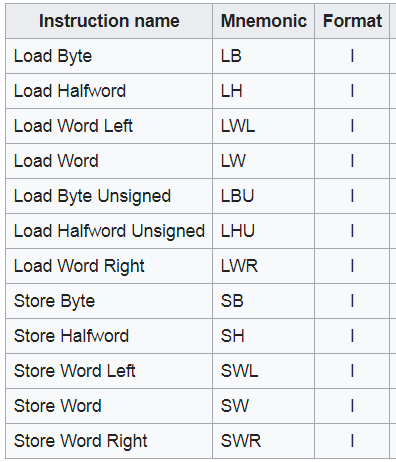 Instruction name Mnemonic Format
Load Byte LB I
Load Halfword LH I
Load Word Left LWL I
Load Word LW I
Load Byte Unsigned LBU I
Load Halfword Unsigned LHU I
Load Word Right LWR I
Store Byte SB I
Store Halfword SH I
Store Word Left SWL I
Store Word SW I
Store Word Right SWR I